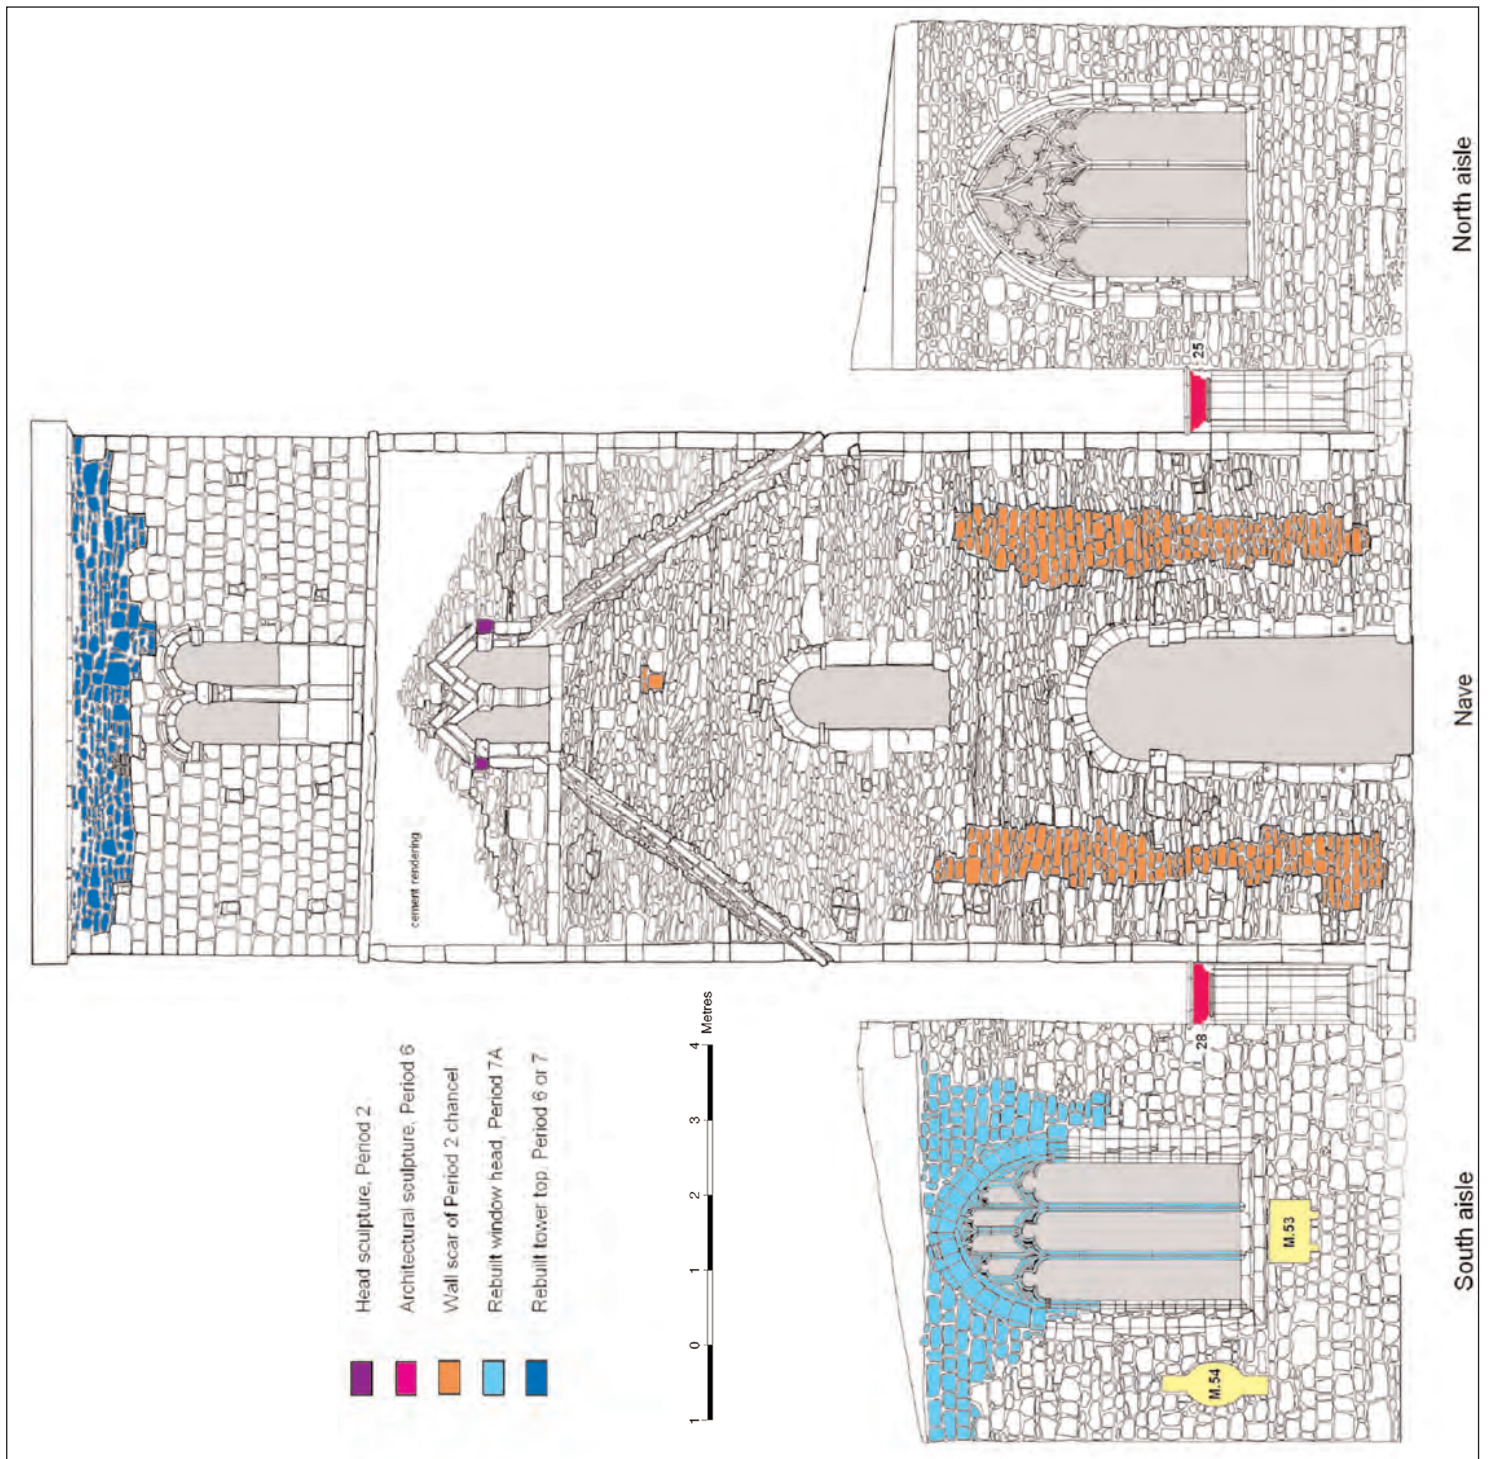 cement rendering
Head sculpture, Period 2
Architectural sculpture, Period 6
Wall scar of Period 2 chancel
Rebuilt window head, Period 7A
Rebuilt tower top, Period 6 or 7
1 0 1 2 3 4
Metres
28
25
M.54
M.53
South aisle
Nave
North aisle